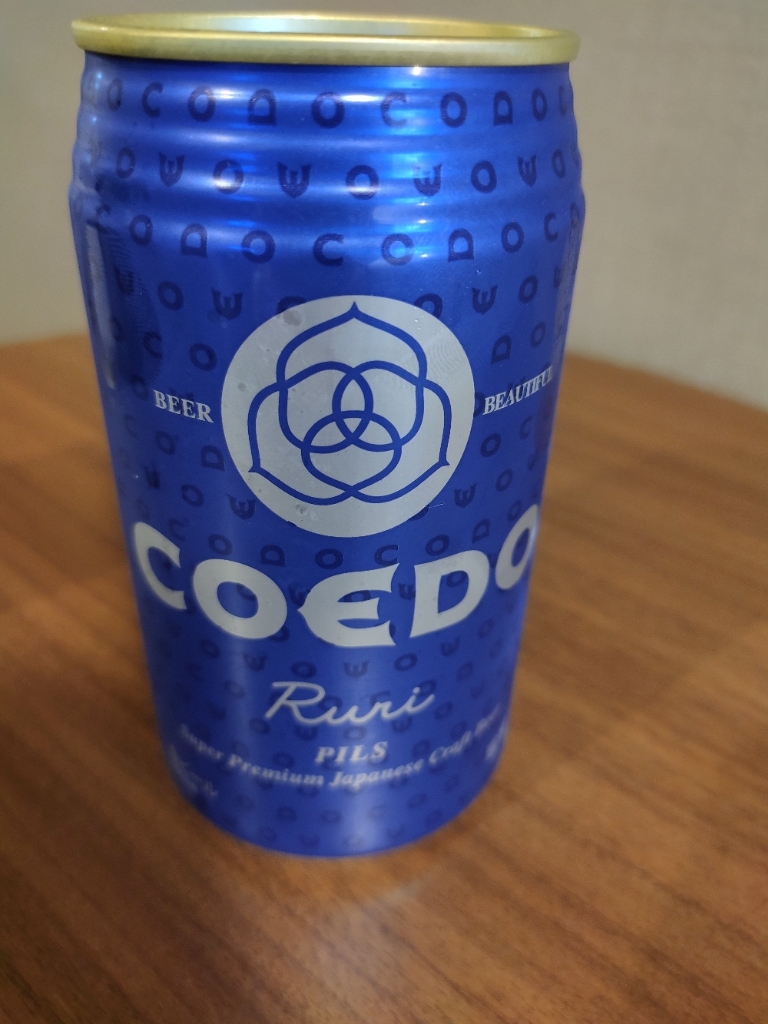 BEER
BEAUTIFUL
COEDO
Ruri
PILS
Super Premium Japanese Craft Beer